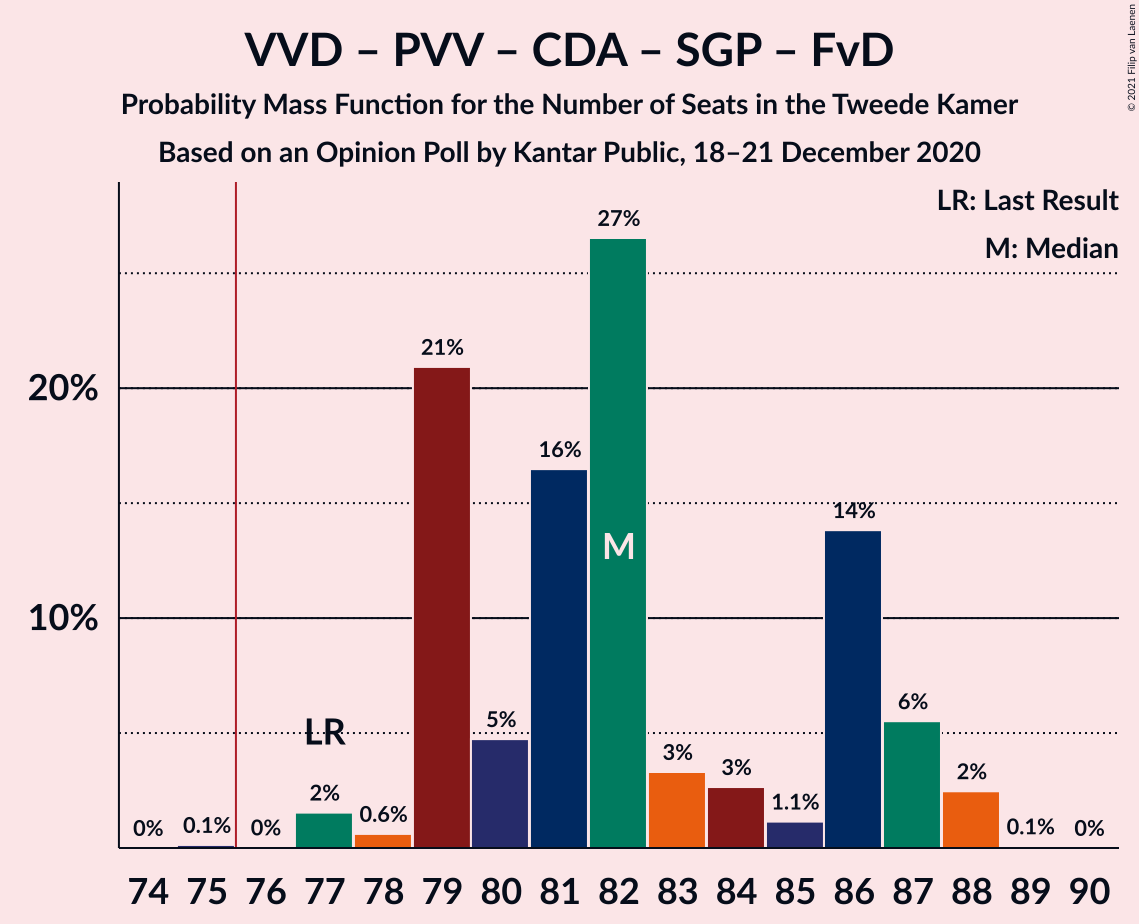 VVD – PVV – CDA – SGP – FvD
Probability Mass Function for the Number of Seats in the Tweede Kamer
Based on an Opinion Poll by Kantar Public, 18–21 December 2020
© 2021 Filip van Laenen
LR: Last Result
M: Median
20%
10%
0%
0.1%
0%
2%
0.6%
21%
5%
16%
27%
3%
3%
1.1%
14%
6%
2%
0.1%
0%
LR
M
74 75 76 77 78 79 80 81 82 83 84 85 86 87 88 89 90